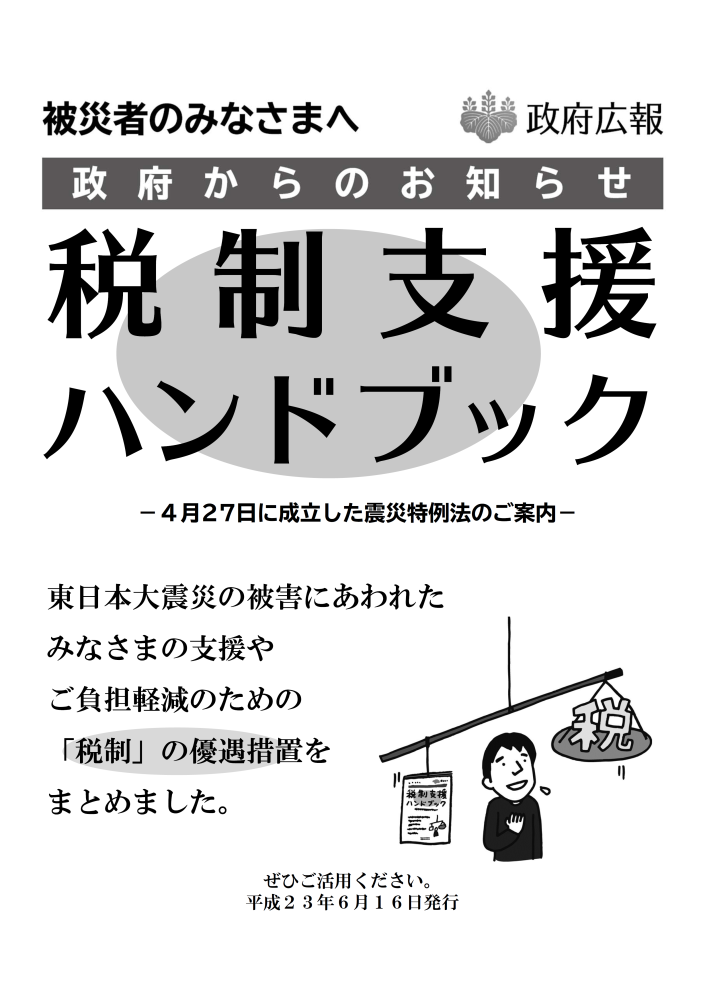 被災者のみなさまへ
政府広報
政府からのお知らせ
税制支援
ハンドブック
－４月２７日に成立した震災特例法のご案内－
東日本大震災の被害にあわれた
みなさまの支援や
ご負担軽減のための
「税制」の優遇措置を
まとめました。
税
税制支援
ハンドブック
ぜひご活用ください。
平成２３年６月１６日発行